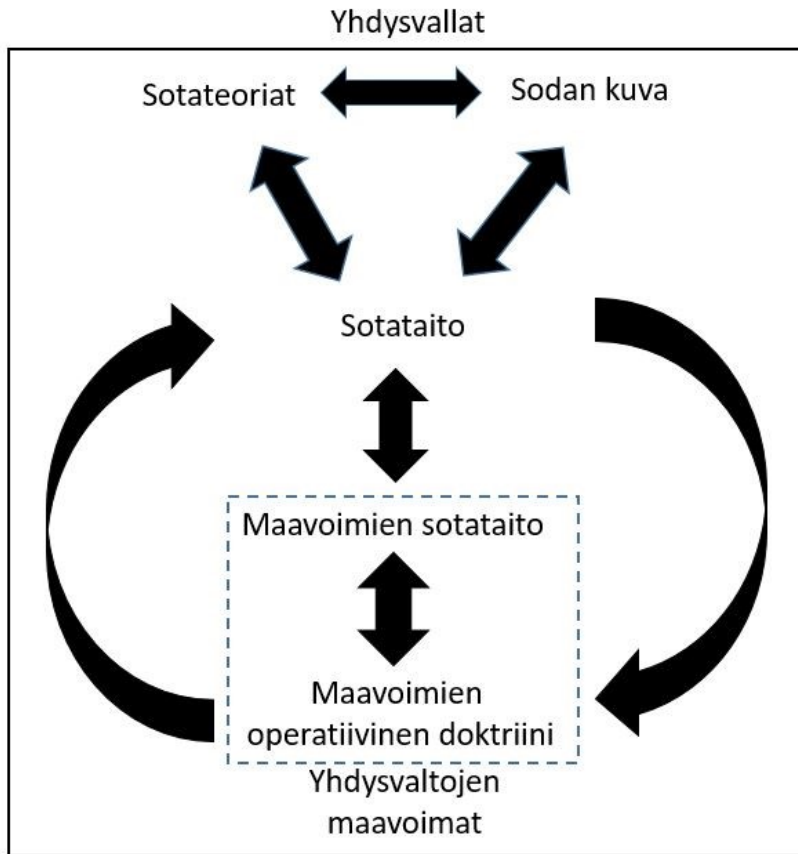 Yhdysvallat
Sotateoriat
Sodan kuva
Sotataito
Maavoimien sotataito
Maavoimien
operatiivinen doktriini
Yhdysvaltojen
maavoimat